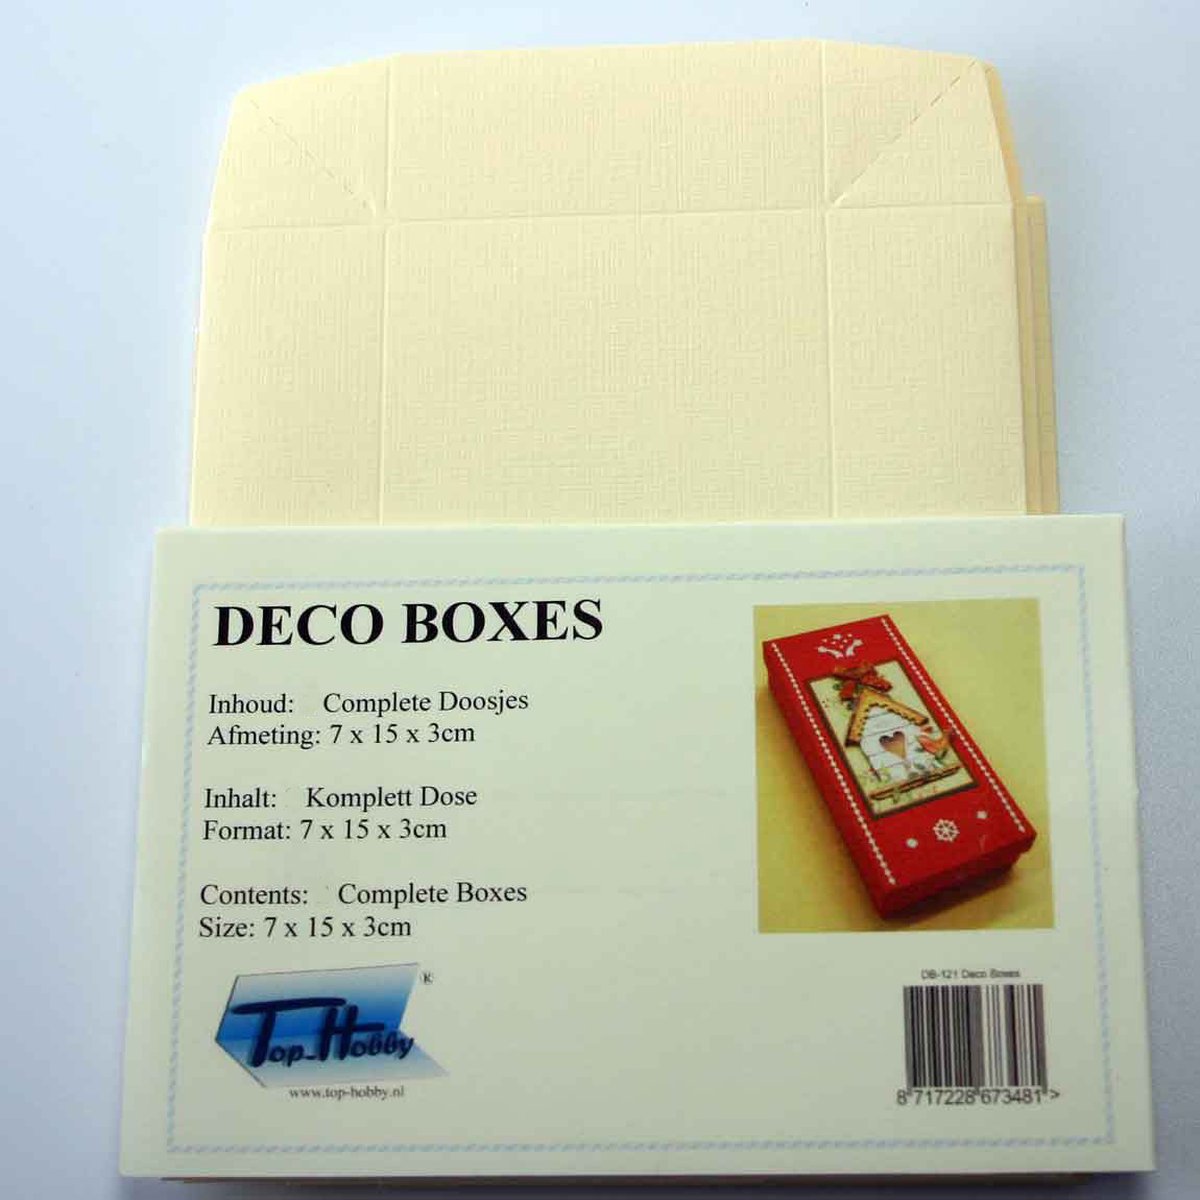 DECO BOXES
Inhoud: Complete Doosjes
Afmeting: 7 x 15 x 3cm
Inhalt: Komplett Dose
Format: 7 x 15 x 3cm
Contents: Complete Boxes
Size: 7 x 15 x 3cm
Top-Hobby ®
www.top-hobby.nl
DB-121 Deco Boxes
8 717228 673481 >